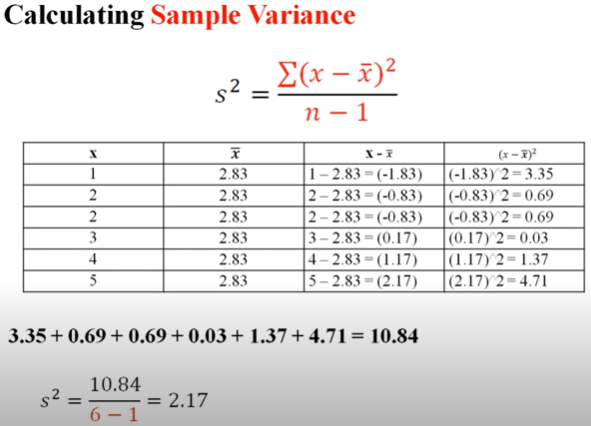 Calculating Sample Variance
s² = ∑(x − x̄)² / n − 1
x x̄ x - x̄ (x − x̄)²
1 2.83 1 – 2.83 = (-1.83) (-1.83)^2 = 3.35
2 2.83 2 – 2.83 = (-0.83) (-0.83)^2 = 0.69
2 2.83 2 – 2.83 = (-0.83) (-0.83)^2 = 0.69
3 2.83 3 – 2.83 = (0.17) (0.17)^2 = 0.03
4 2.83 4 – 2.83 = (1.17) (1.17)^2 = 1.37
5 2.83 5 – 2.83 = (2.17) (2.17)^2 = 4.71
3.35 + 0.69 + 0.69 + 0.03 + 1.37 + 4.71 = 10.84
s² = 10.84 / 6 − 1 = 2.17